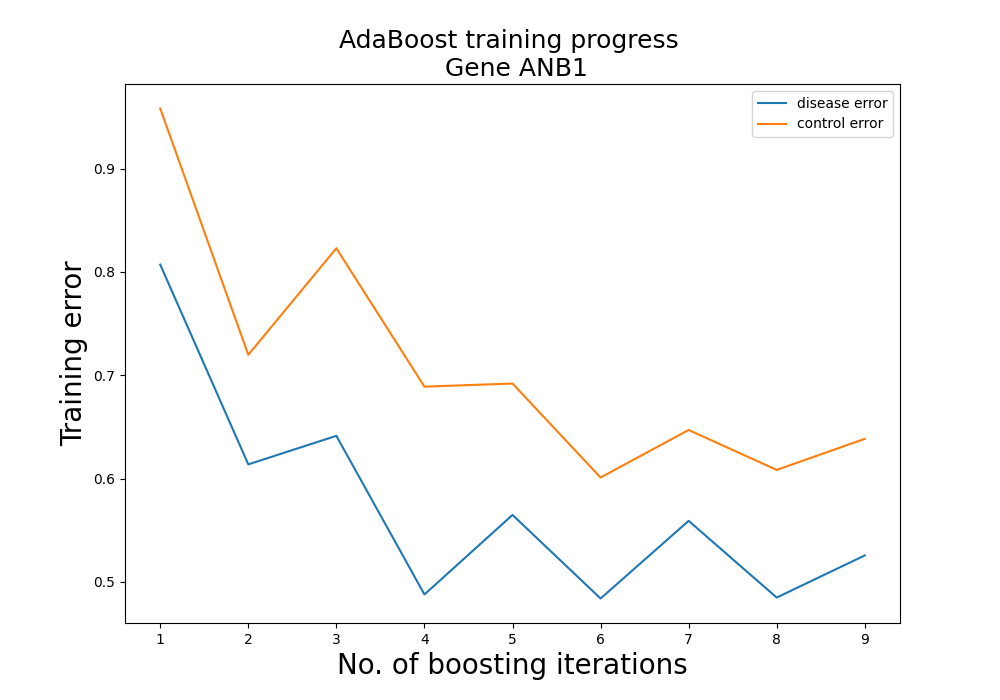 AdaBoost training progress
Gene ANB1
disease error
control error
Training error
0.9
0.8
0.7
0.6
0.5
1 2 3 4 5 6 7 8 9
No. of boosting iterations